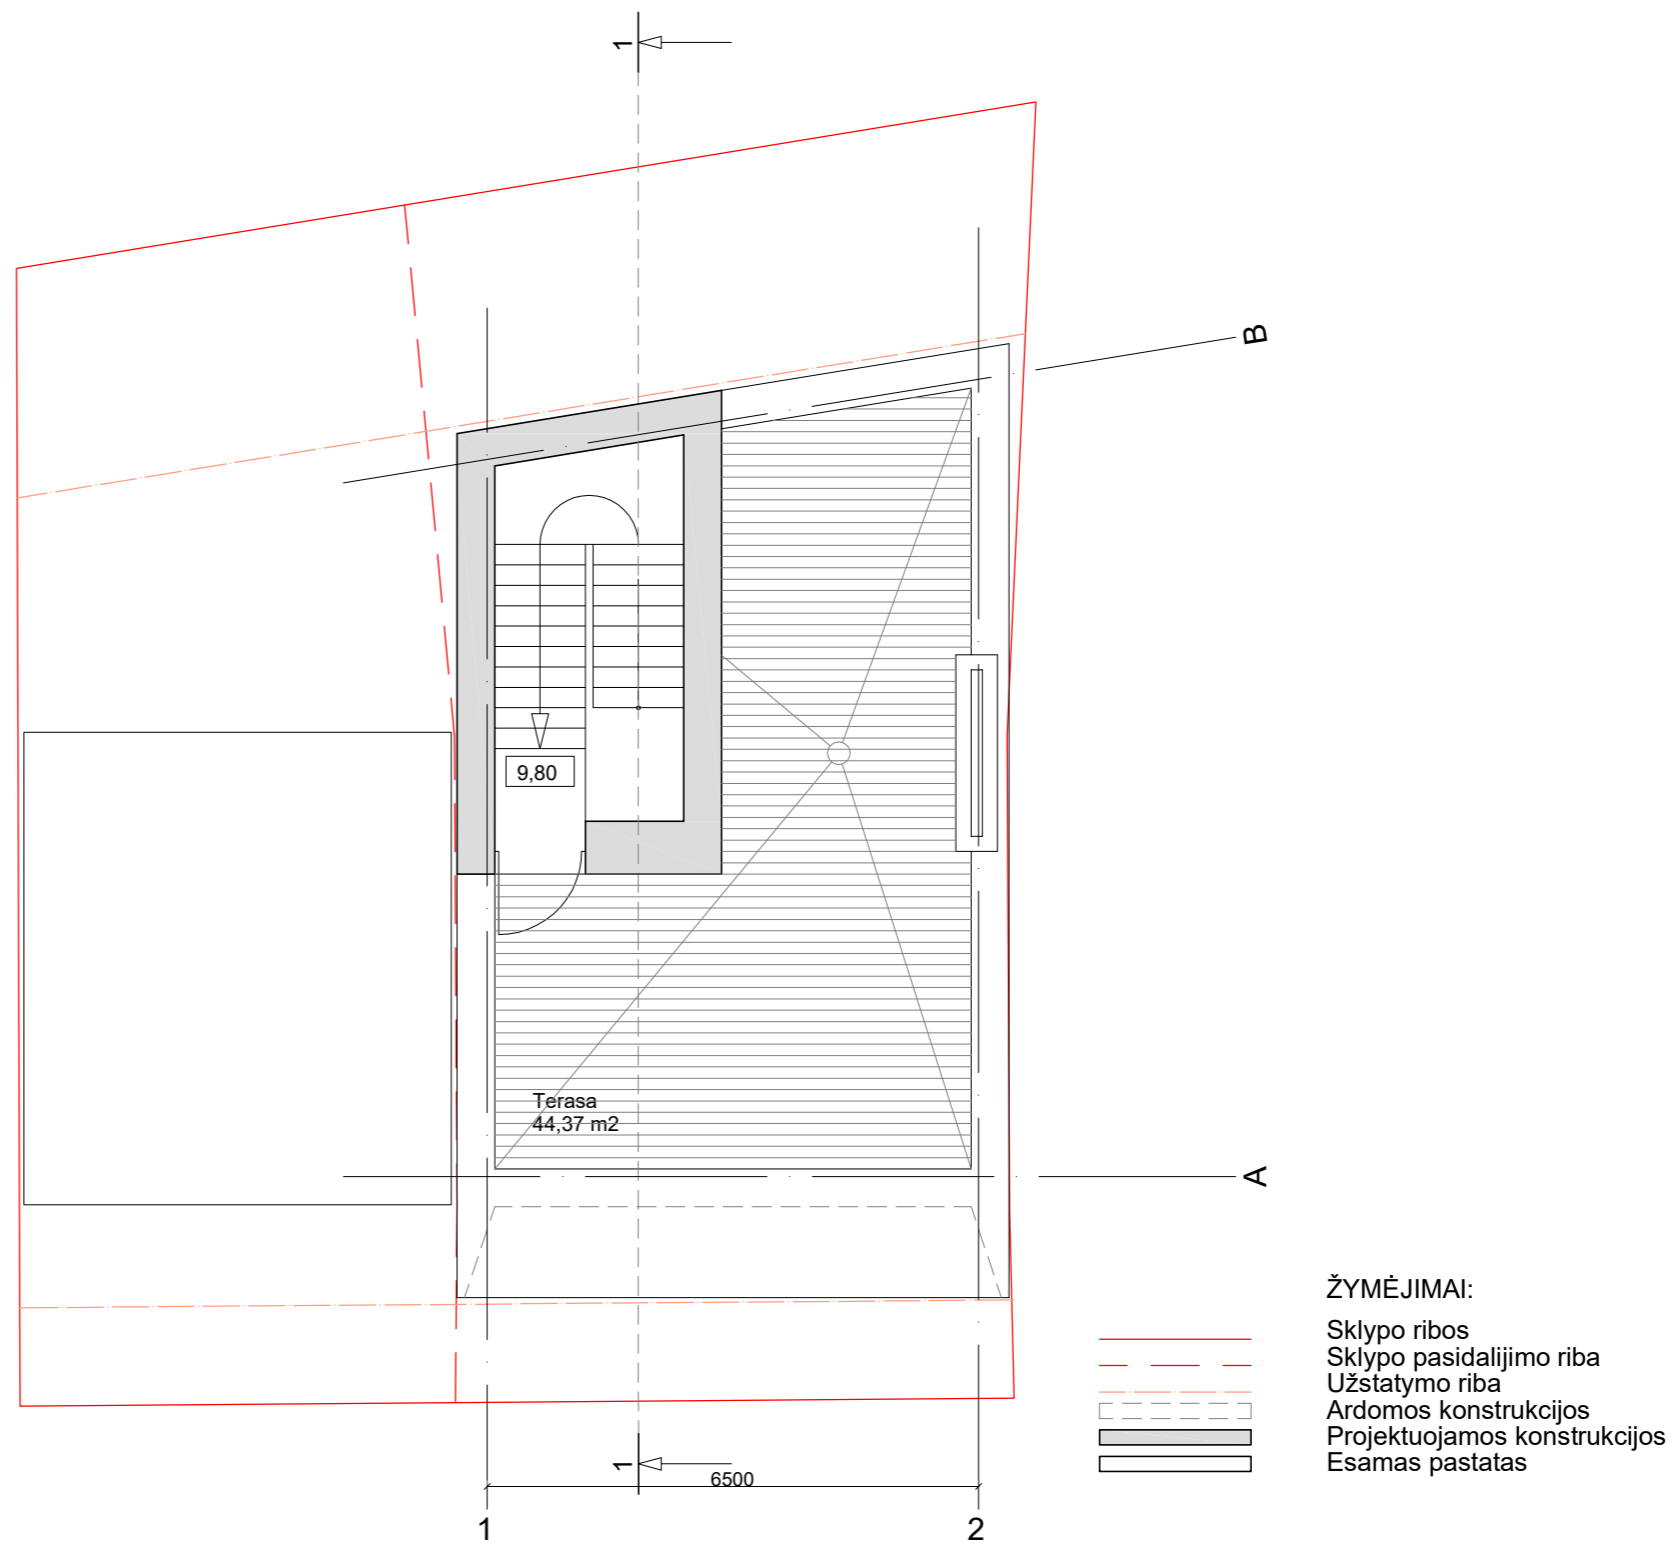 1
B
9,80
Terasa
44,37 m2
A
ŽYMĖJIMAI:
Sklypo ribos
Sklypo pasidalijimo riba
Užstatymo riba
Ardomos konstrukcijos
Projektuojamos konstrukcijos
Esamas pastatas
1
6500
1
2